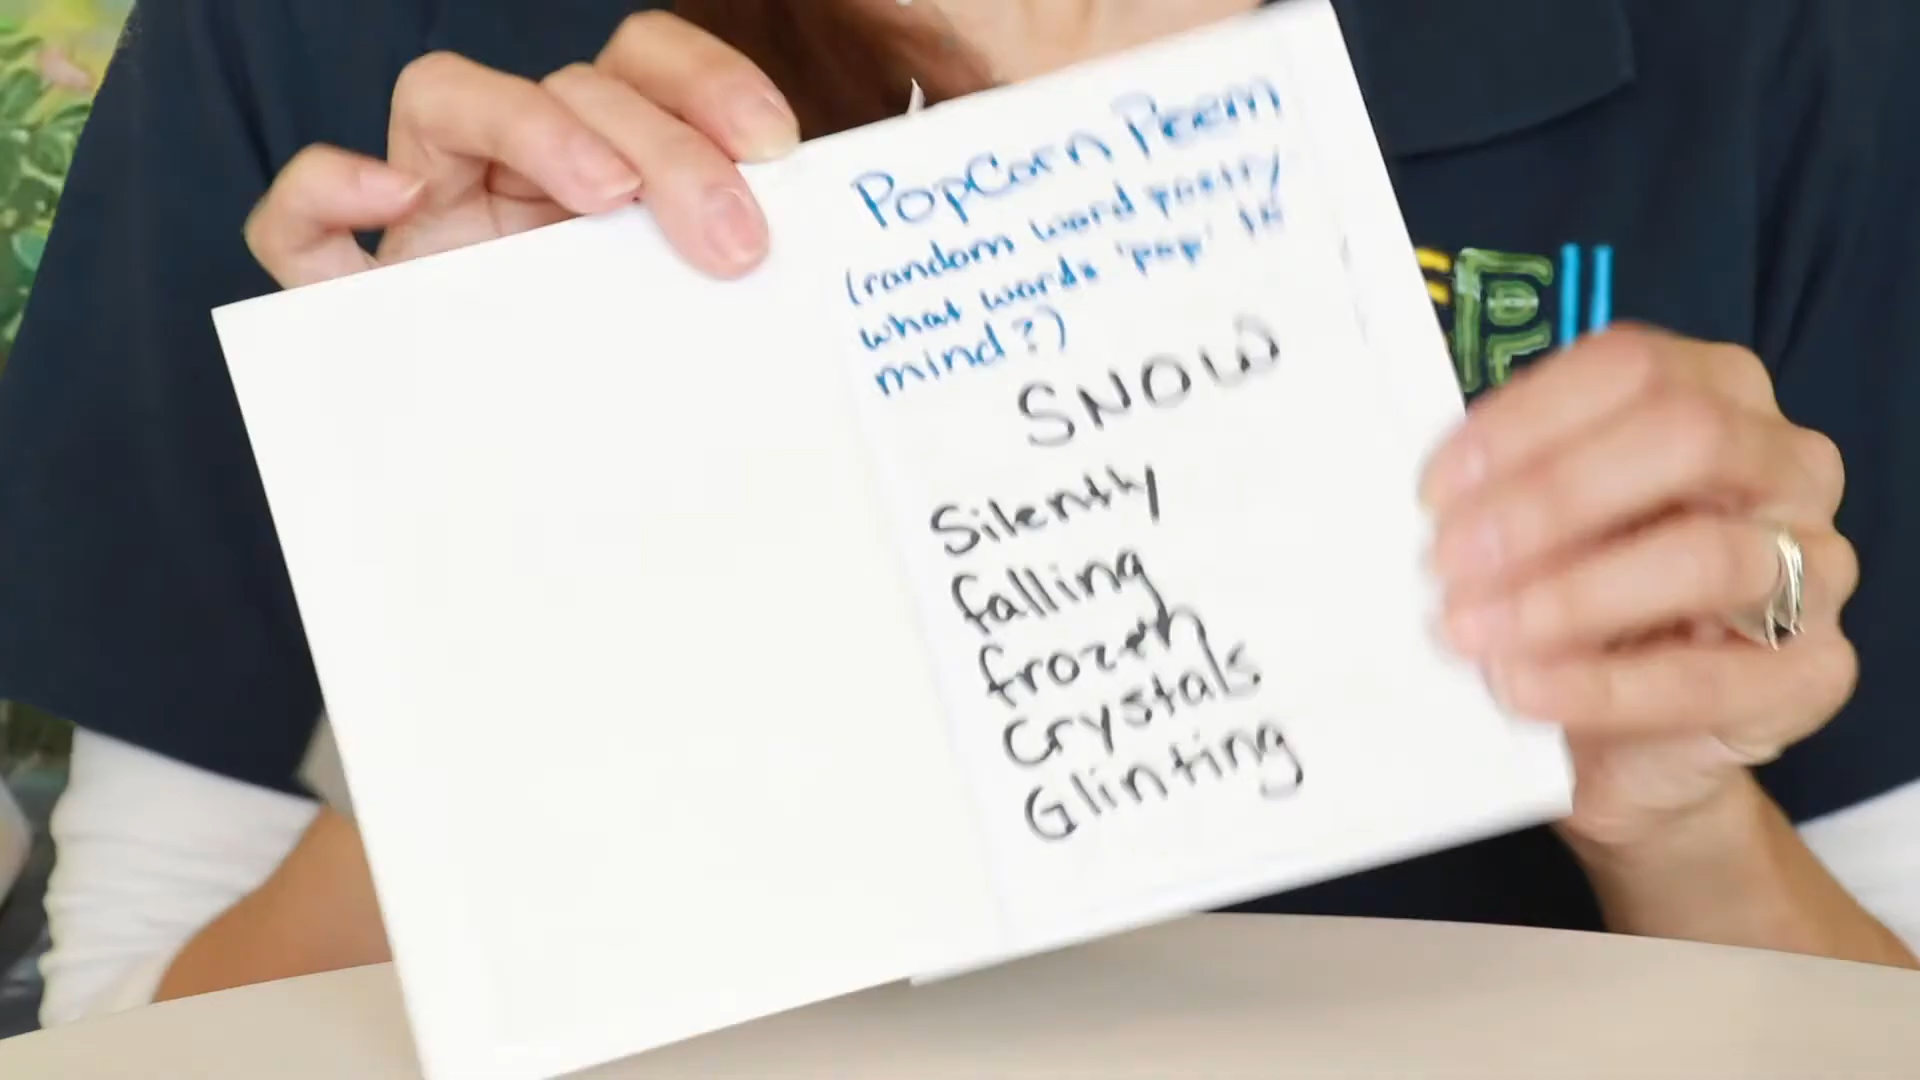 PopCorn Poem
(random word poetry
what words 'pop' in
mind?)
SNOW
Silently
falling
frozen
Crystals
Glinting